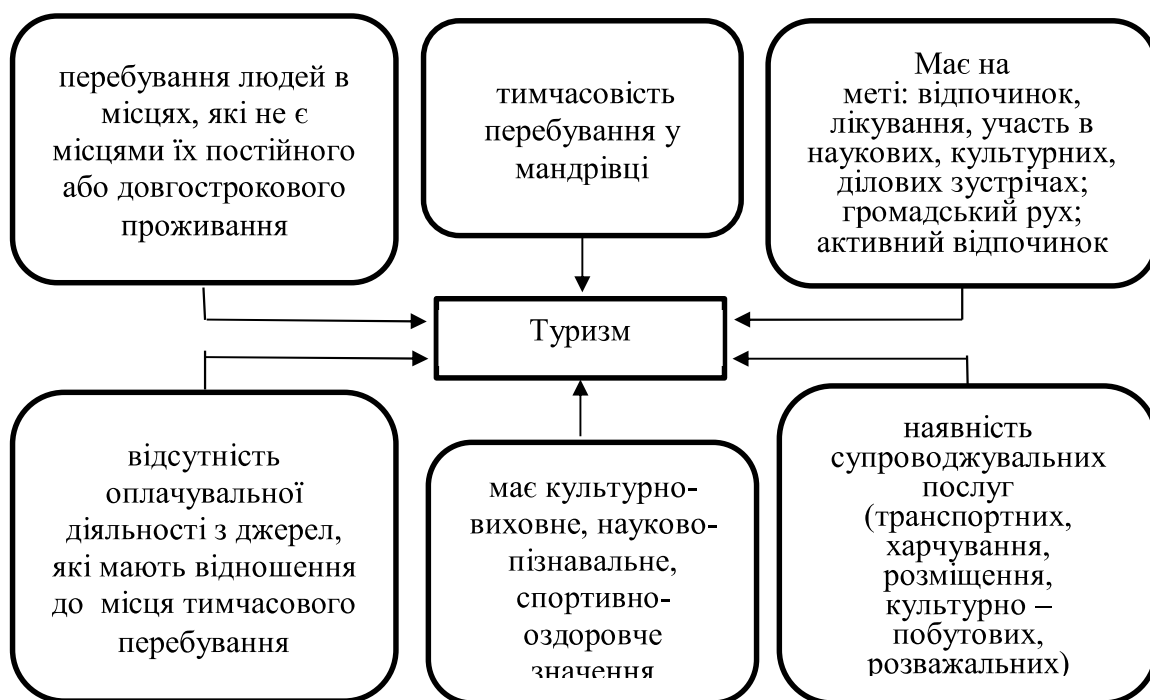 перебування людей в
місцях, які не є
місцями їх постійного
або довгострокового
проживання
тимчасовість
перебування у
мандрівці
Має на
меті: відпочинок,
лікування, участь в
наукових, культурних,
ділових зустрічах;
громадський рух;
активний відпочинок
Туризм
відсутність
оплачувальної
діяльності з джерел,
які мають відношення
до місця тимчасового
перебування
має культурно-
виховне, науково-
пізнавальне,
спортивно-
оздоровче
значення
наявність
супроводжувальних
послуг
(транспортних,
харчування,
розміщення,
культурно –
побутових,
розважальних)